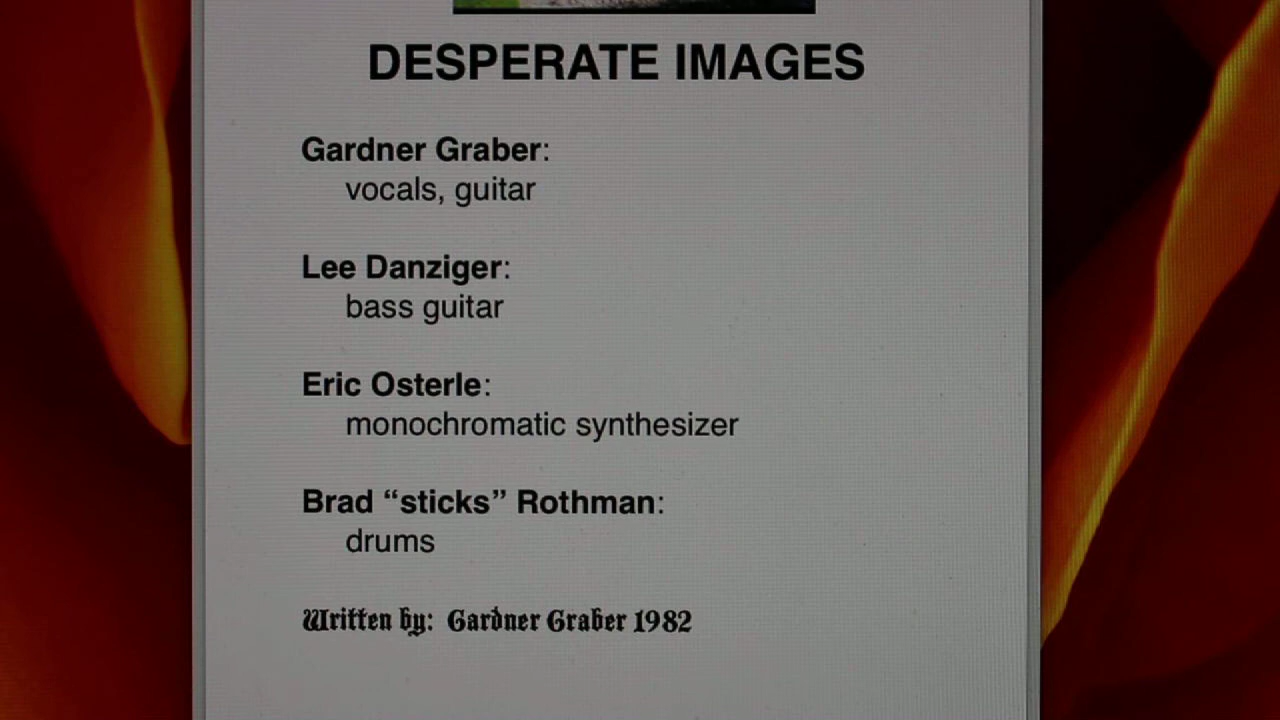 DESPERATE IMAGES
Gardner Graber:
vocals, guitar
Lee Danziger:
bass guitar
Eric Osterle:
monochromatic synthesizer
Brad “sticks” Rothman:
drums
Written by: Gardner Graber 1982